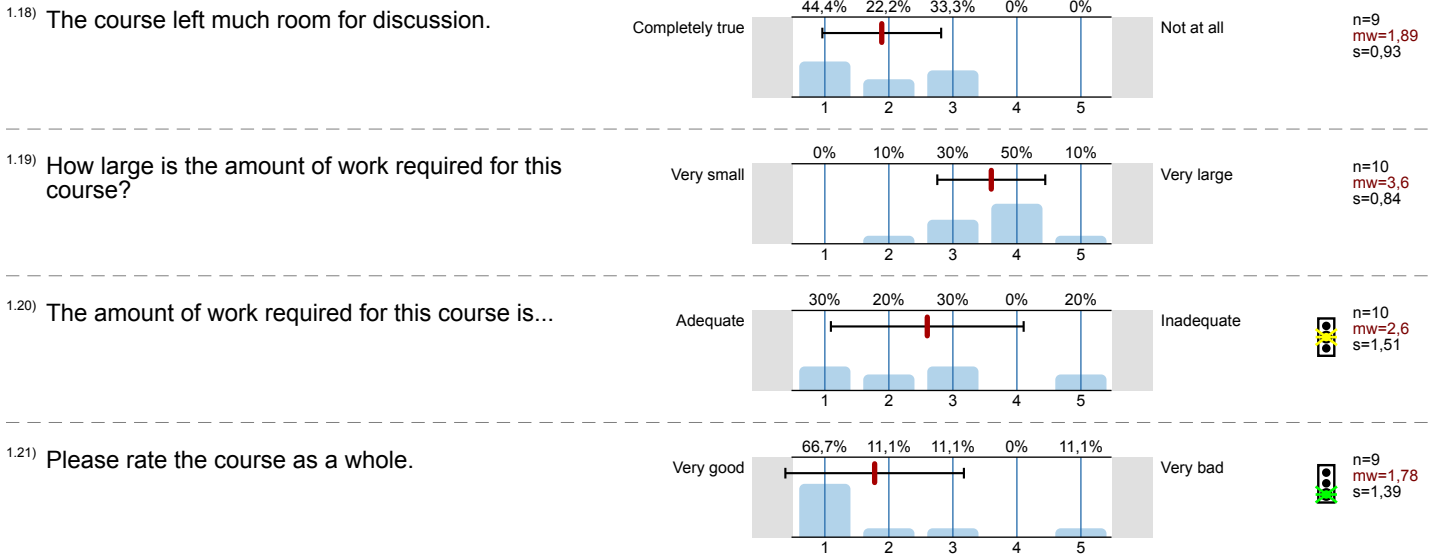 1.18) The course left much room for discussion.
Completely true
44,4% 22,2% 33,3% 0% 0%
1 2 3 4 5
Not at all
n=9
mw=1,89
s=0,93
1.19) How large is the amount of work required for this
course?
Very small
0% 10% 30% 50% 10%
1 2 3 4 5
Very large
n=10
mw=3,6
s=0,84
1.20) The amount of work required for this course is...
Adequate
30% 20% 30% 0% 20%
1 2 3 4 5
Inadequate
n=10
mw=2,6
s=1,51
1.21) Please rate the course as a whole.
Very good
66,7% 11,1% 11,1% 0% 11,1%
1 2 3 4 5
Very bad
n=9
mw=1,78
s=1,39